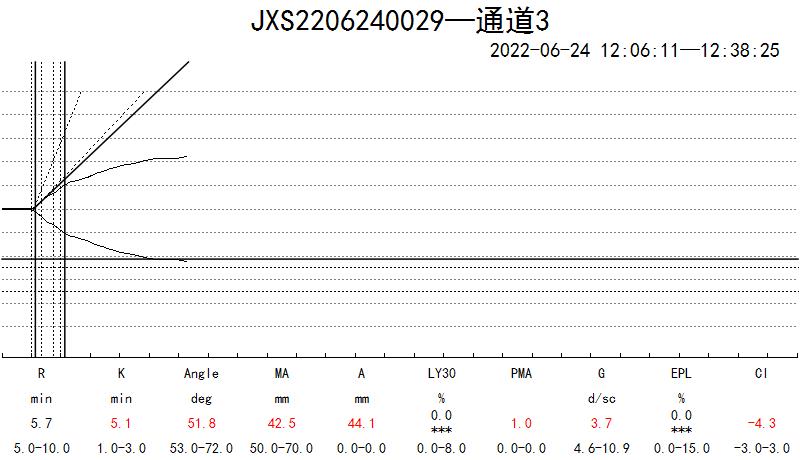 JXS2206240029—通道3
2022-06-24 12:06:11—12:38:25
R K Angle MA A LY30 PMA G EPL CI
min min deg mm mm % d/sc %
5.7 5.1 51.8 42.5 44.1 0.0 *** 1.0 3.7 0.0 *** -4.3
5.0-10.0 1.0-3.0 53.0-72.0 50.0-70.0 0.0-0.0 0.0-8.0 0.0-0.0 4.6-10.9 0.0-15.0 -3.0-3.0